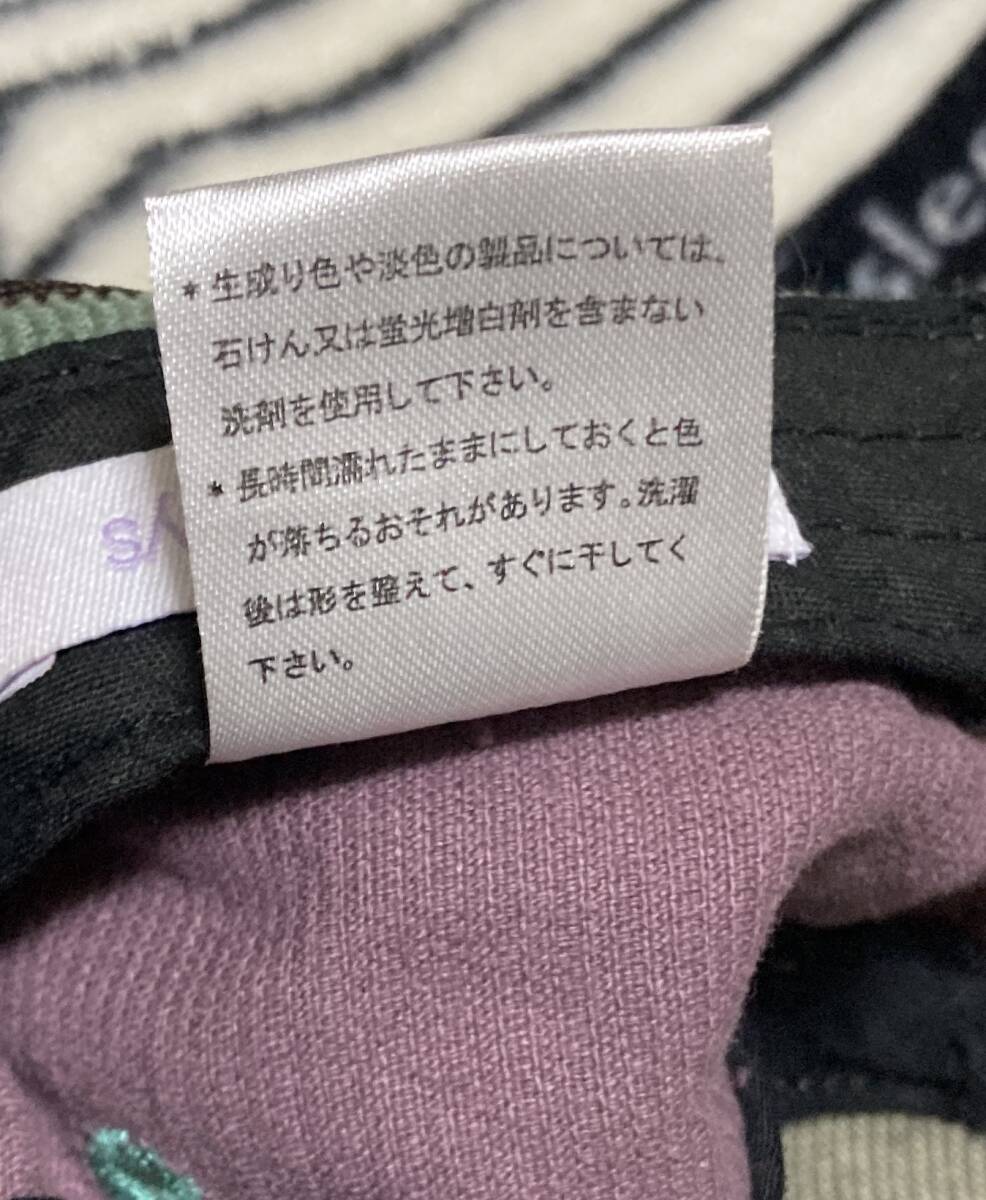 * 生成り色や淡色の製品については、
石けん又は蛍光増白剤を含まない
洗剤を使用して下さい。
* 長時間濡れたままにしておくと色
が落ちるおそれがあります。洗濯
後は形を整えて、すぐに干してく
下さい。
SA
sle